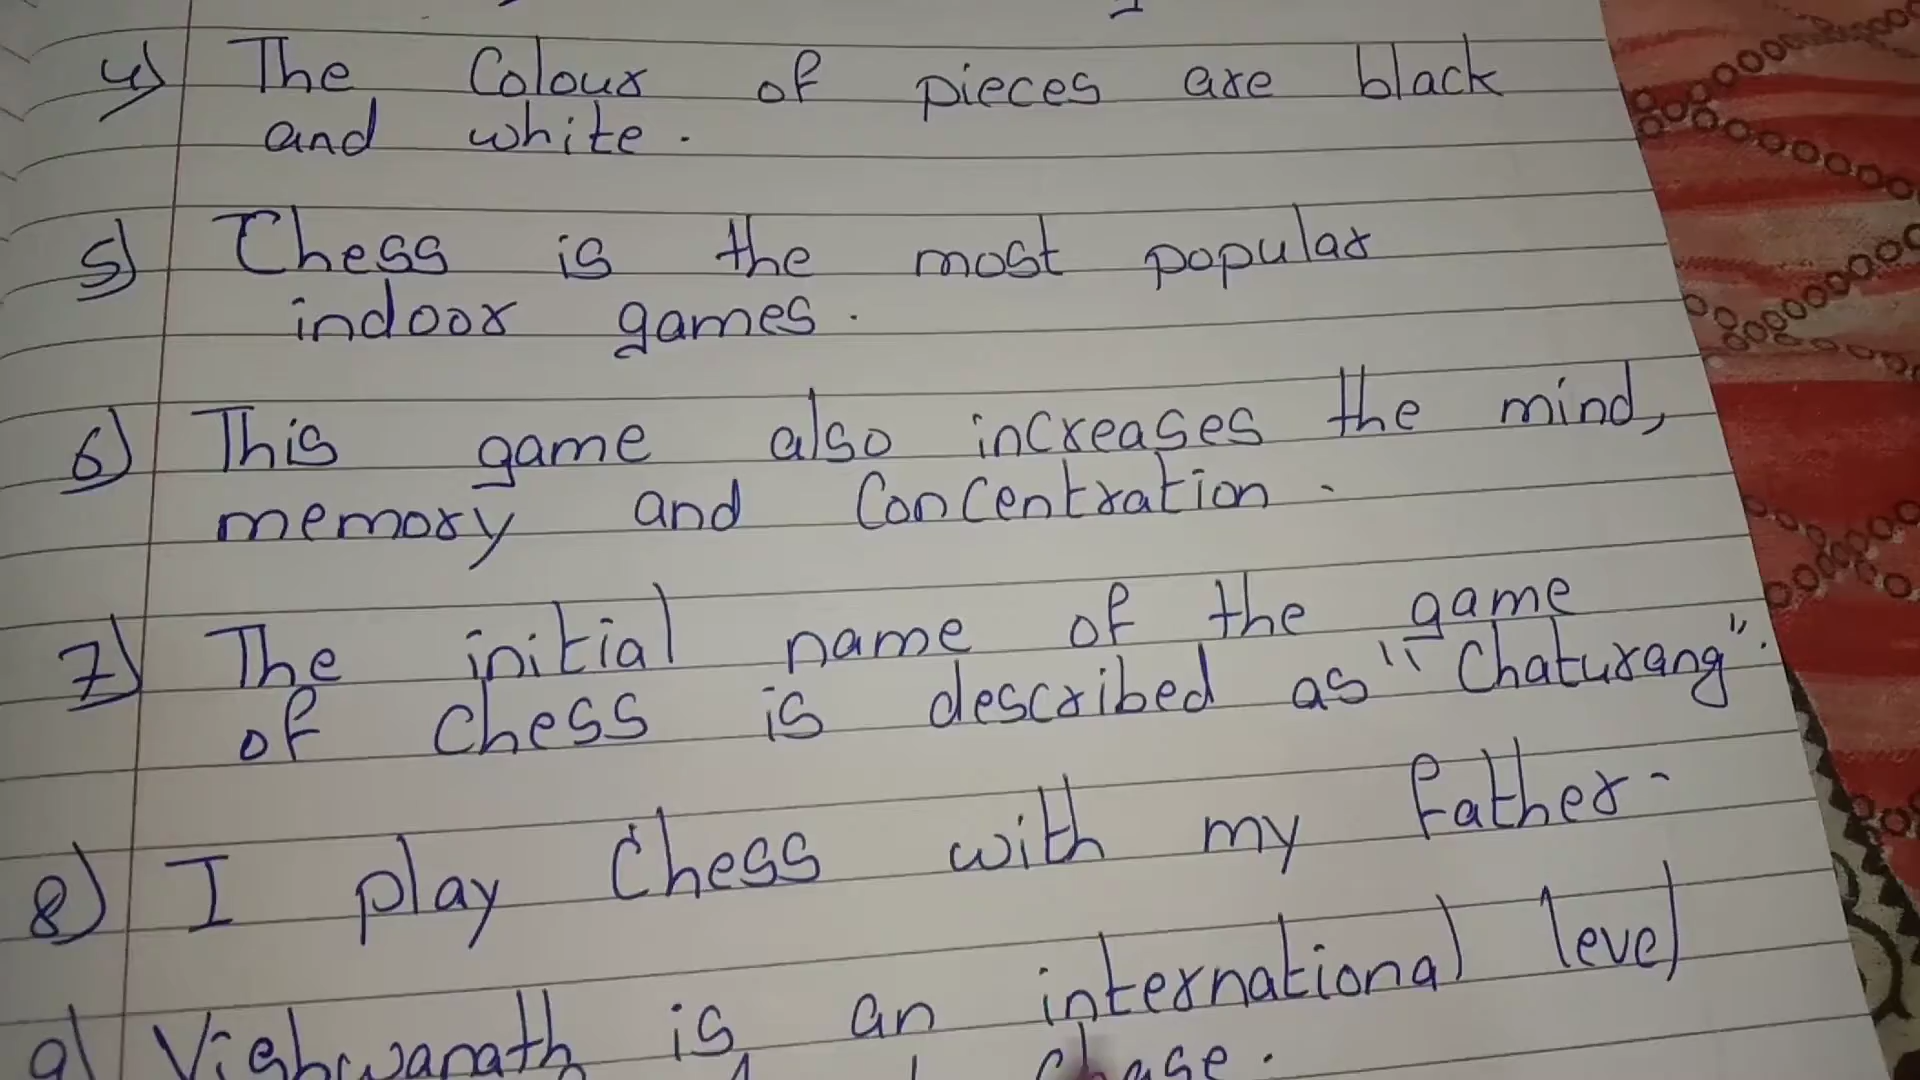 4) The Colour of pieces are black
and white.
5) Chess is the most popular
indoor games.
6) This game also increases the mind,
memory and Concentration.
7) The initial name of the game
of chess is described as "Chaturang".
8) I play Chess with my father.
9) Vishwanath is an international level